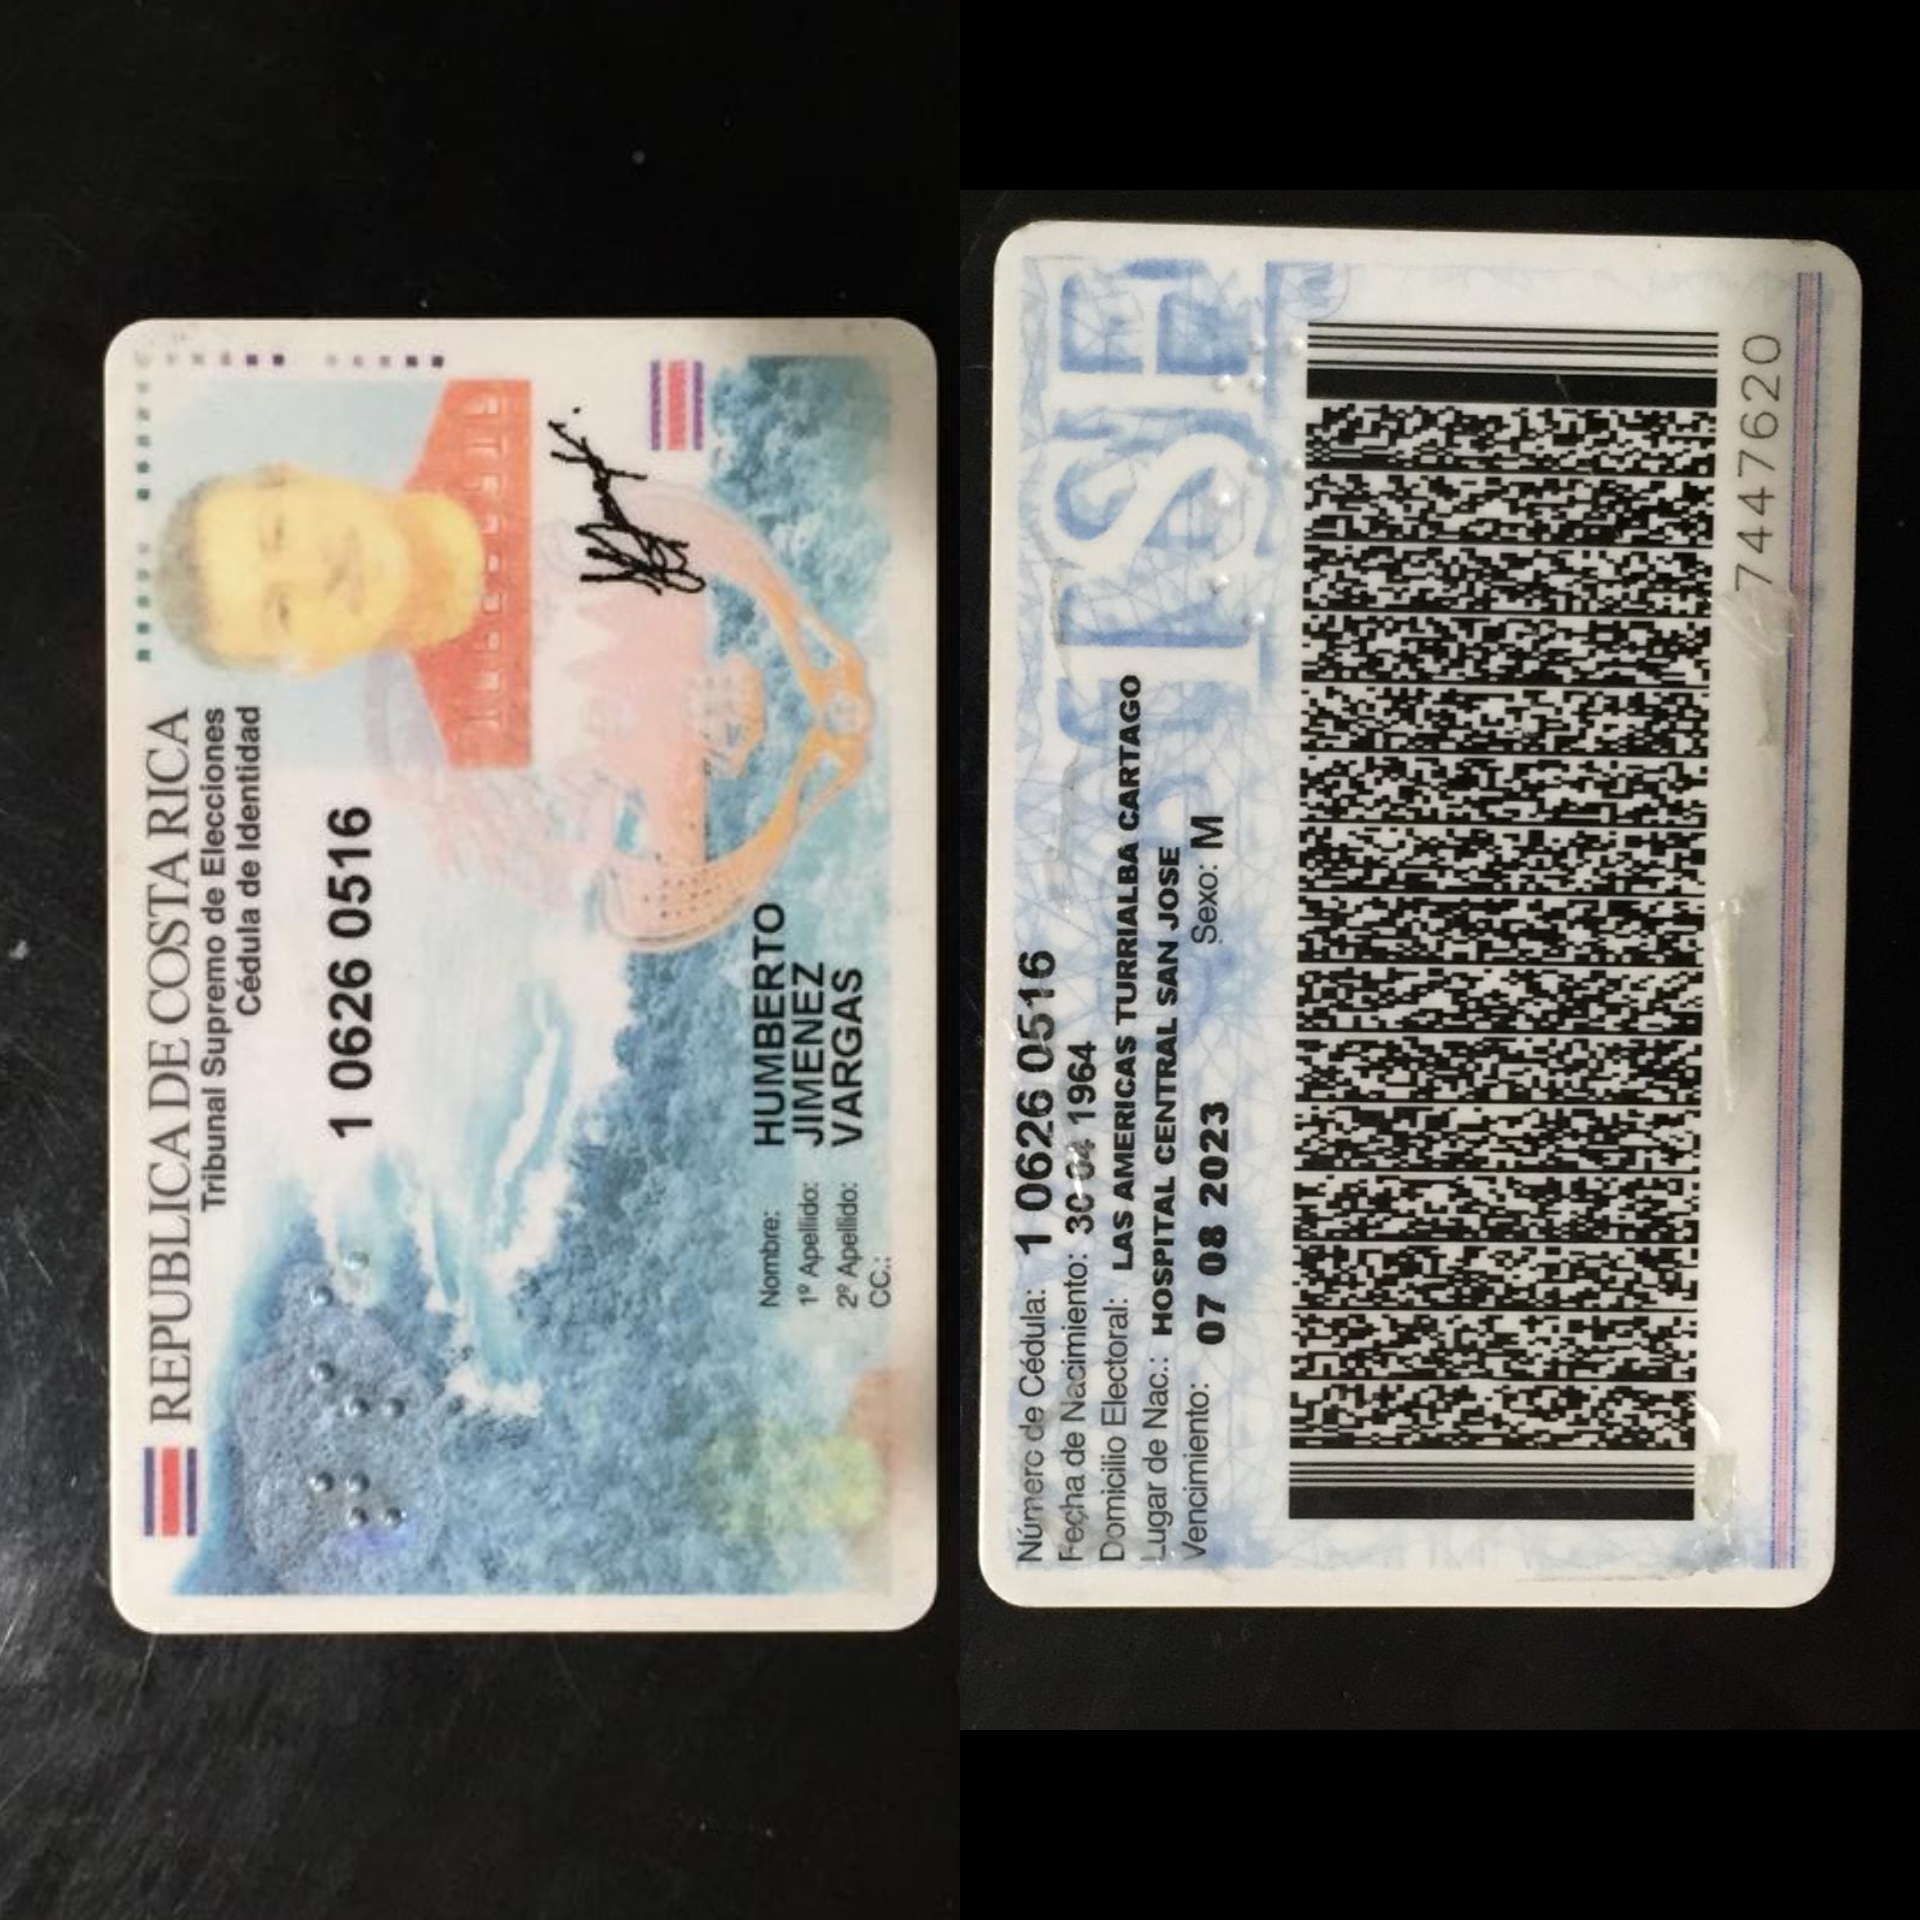 REPUBLICA DE COSTA RICA
Tribunal Supremo de Elecciones
Cédula de Identidad
1 0626 0516
Nombre: HUMBERTO
1º Apellido: JIMENEZ
2º Apellido: VARGAS
CC.:
TSE
Número de Cédula: 1 0626 0516
Fecha de Nacimiento: 30 04 1964
Domicilio Electoral: LAS AMERICAS TURRIALBA CARTAGO
Lugar de Nac.: HOSPITAL CENTRAL SAN JOSE
Vencimiento: 07 08 2023 Sexo: M
7447620